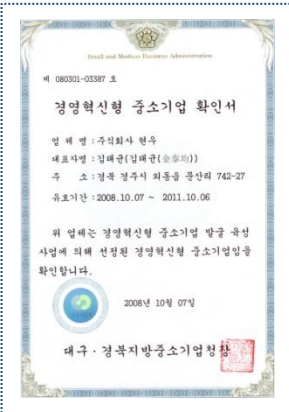 Small and Medium Business Administration
제 080301-03387 호
경영혁신형 중소기업 확인서
업 체 명 : 주식회사 현우
대표자명 : 김태균(김태균(金泰均))
주 소 : 경북 경주시 외동읍 문산리 742-27
유효기간 : 2008.10.07 ~ 2011.10.06
위 업체는 경영혁신형 중소기업 발굴 육성
사업에 의해 선정된 경영혁신형 중소기업임을
확인합니다.
2008년 10월 07일
대구 · 경북지방중소기업청장